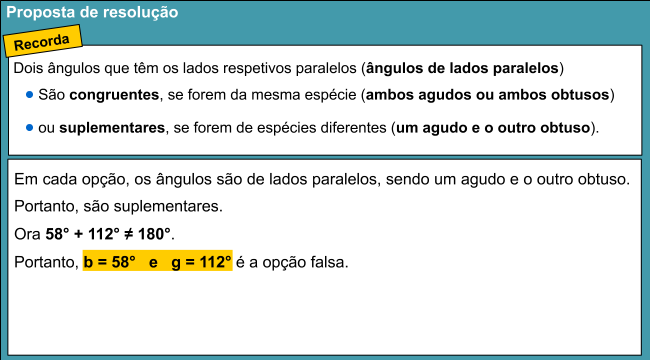 Proposta de resolução
Recorda
Dois ângulos que têm os lados respetivos paralelos (ângulos de lados paralelos)
● São congruentes, se forem da mesma espécie (ambos agudos ou ambos obtusos)
● ou suplementares, se forem de espécies diferentes (um agudo e o outro obtuso).
Em cada opção, os ângulos são de lados paralelos, sendo um agudo e o outro obtuso.
Portanto, são suplementares.
Ora 58° + 112° ≠ 180°.
Portanto, b = 58° e g = 112° é a opção falsa.